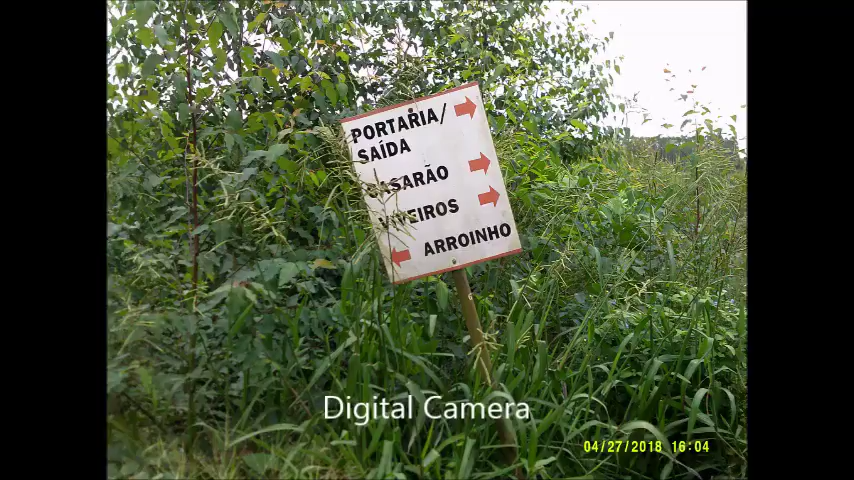 PORTARIA/
SAÍDA
CASARÃO
VIVEIROS
ARROINHO
Digital Camera
04/27/2018 16:04